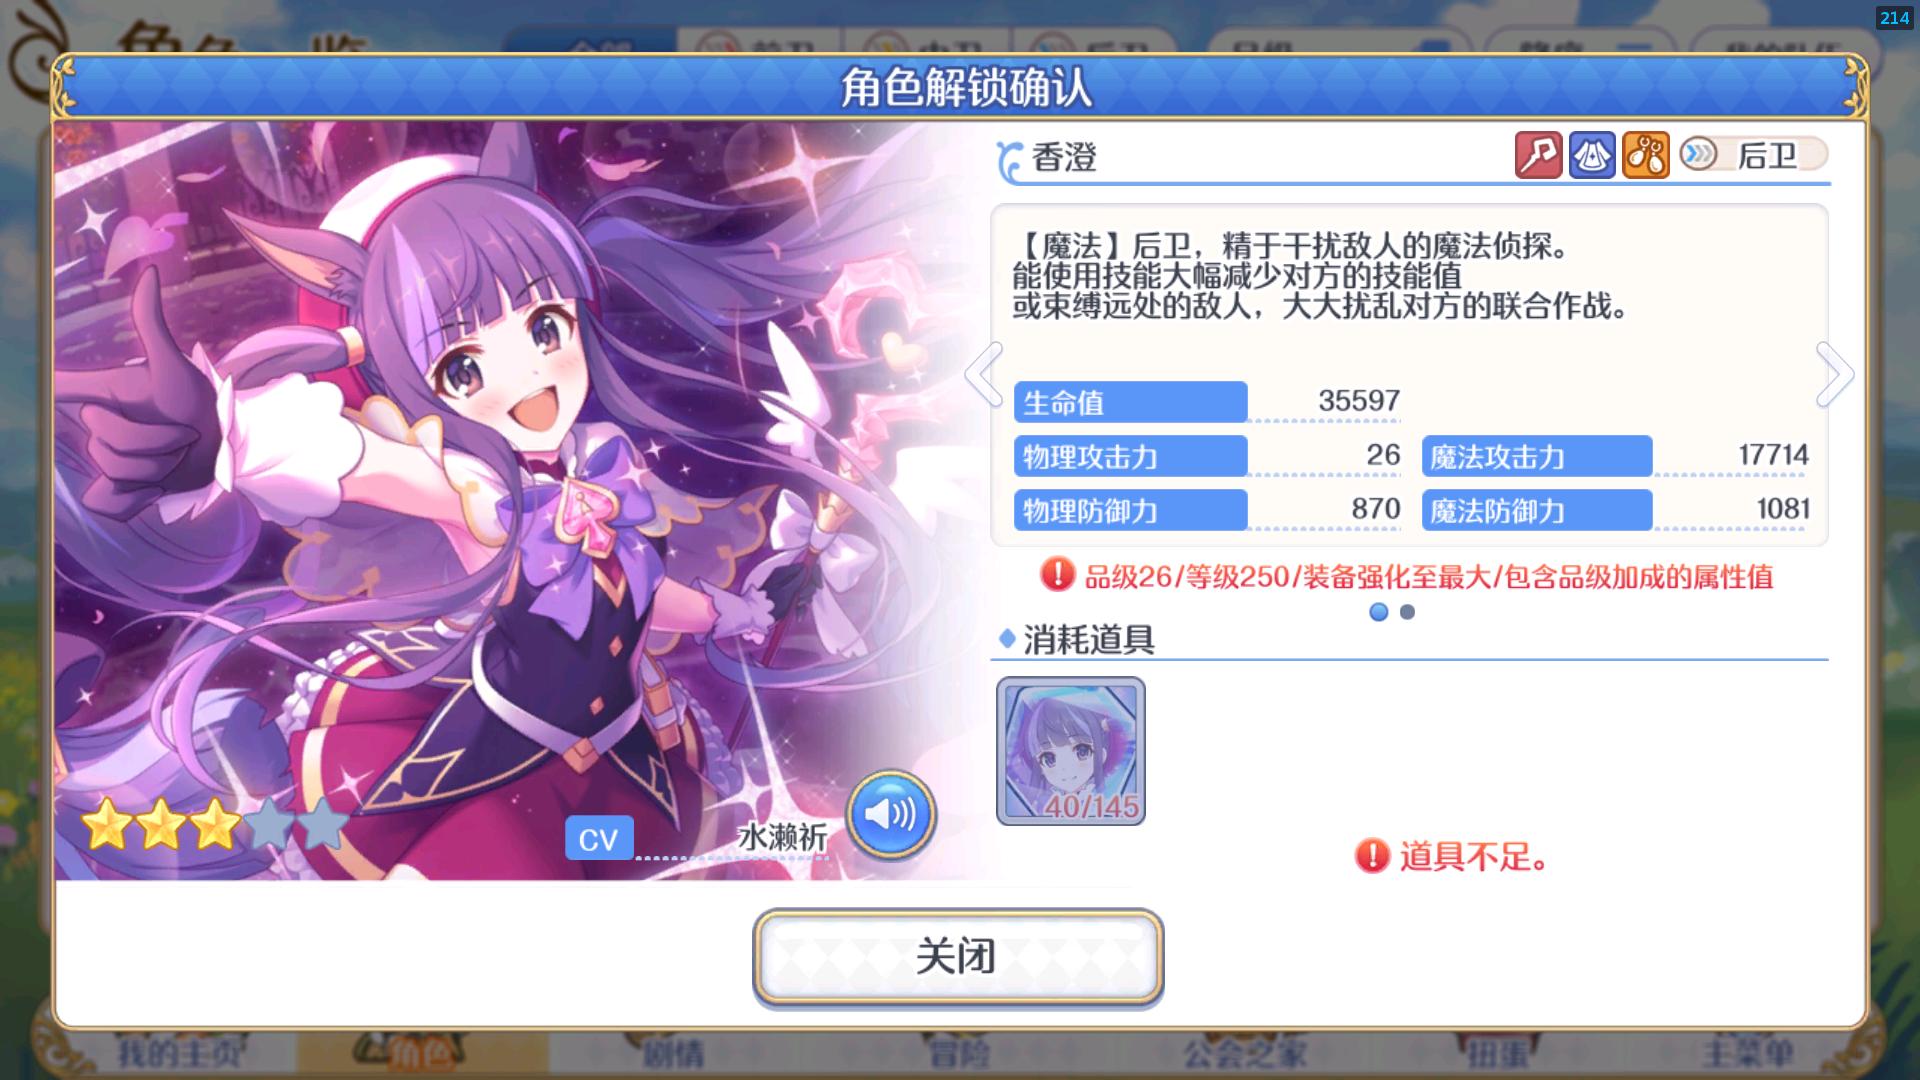 214
角色解锁确认
香澄
后卫
【魔法】后卫，精于干扰敌人的魔法侦探。
能使用技能大幅减少对方的技能值
或束缚远处的敌人，大大扰乱对方的联合作战。
生命值 35597
物理攻击力 26 魔法攻击力 17714
物理防御力 870 魔法防御力 1081
品级26/等级250/装备强化至最大/包含品级加成的属性值
消耗道具
40/145
CV 水濑祈
道具不足。
关闭
我的主页 角色 剧情 冒险 公会之家 扭蛋 主菜单